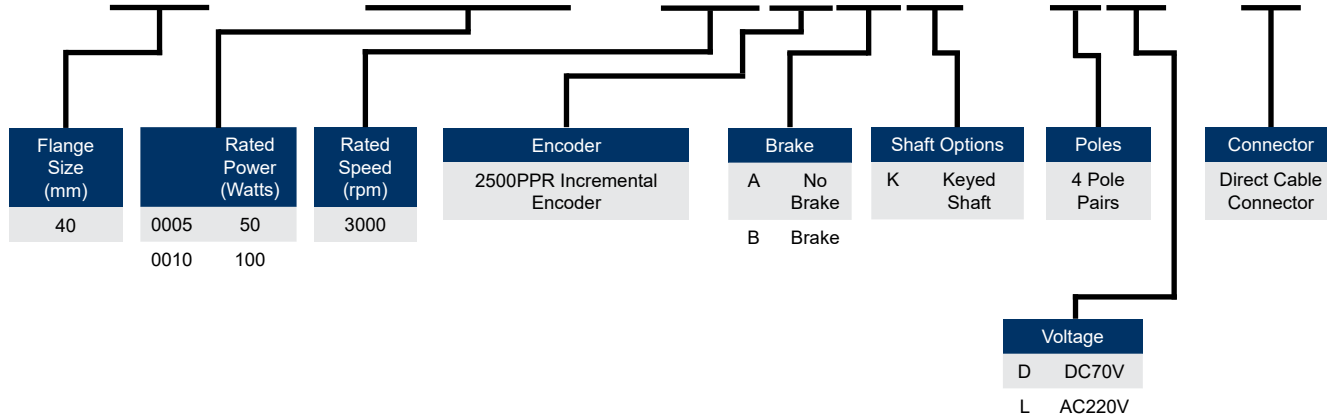 Flange
Size
(mm)
40
Rated
Power
(Watts)
0005 50
0010 100
Rated
Speed
(rpm)
3000
Encoder
2500PPR Incremental
Encoder
Brake
A No
Brake
B Brake
Shaft Options
K Keyed
Shaft
Poles
4 Pole
Pairs
Connector
Direct Cable
Connector
Voltage
D DC70V
L AC220V